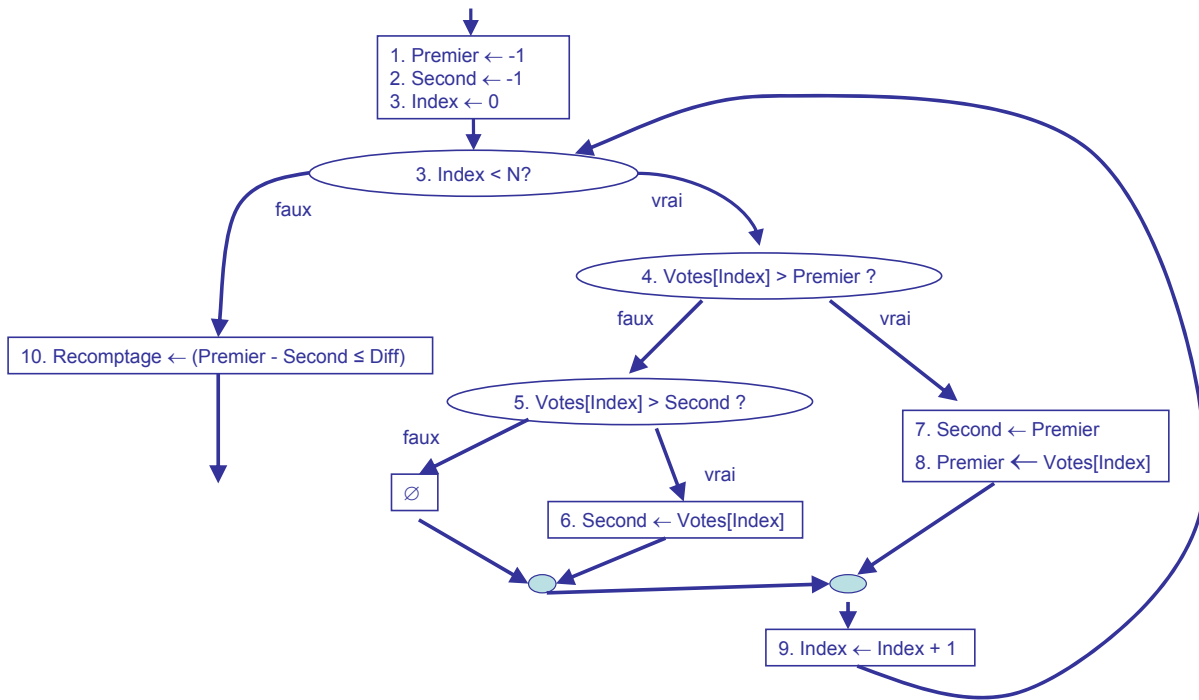 1. Premier ← -1
2. Second ← -1
3. Index ← 0
3. Index < N?
faux
vrai
4. Votes[Index] > Premier ?
faux
vrai
10. Recomptage ← (Premier - Second ≤ Diff)
5. Votes[Index] > Second ?
faux
vrai
7. Second ← Premier
8. Premier ← Votes[Index]
∅
6. Second ← Votes[Index]
9. Index ← Index + 1